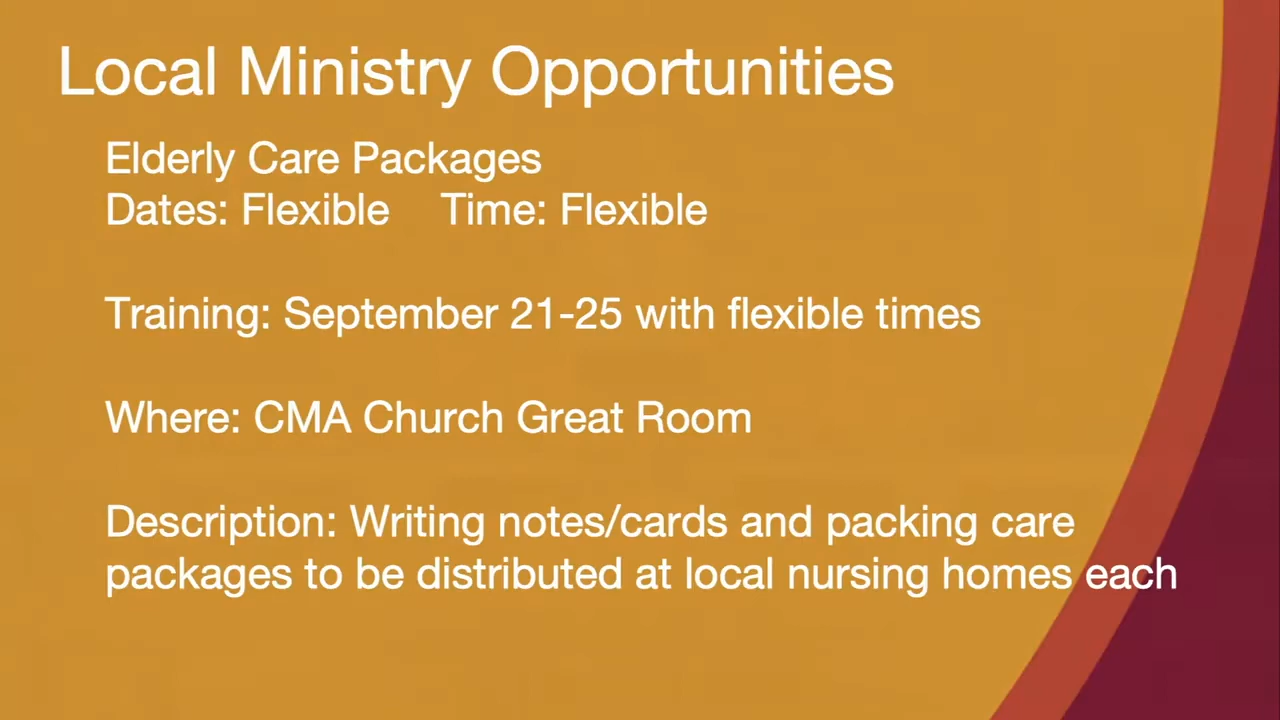 Local Ministry Opportunities
Elderly Care Packages
Dates: Flexible Time: Flexible
Training: September 21-25 with flexible times
Where: CMA Church Great Room
Description: Writing notes/cards and packing care
packages to be distributed at local nursing homes each